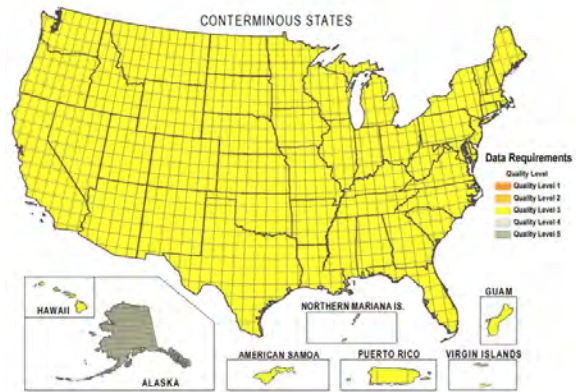 CONTERMINOUS STATES
Data Requirements
Quality Level
Quality Level 1
Quality Level 2
Quality Level 3
Quality Level 4
Quality Level 5
HAWAII
ALASKA
NORTHERN MARIANA IS.
GUAM
AMERICAN SAMOA
PUERTO RICO
VIRGIN ISLANDS